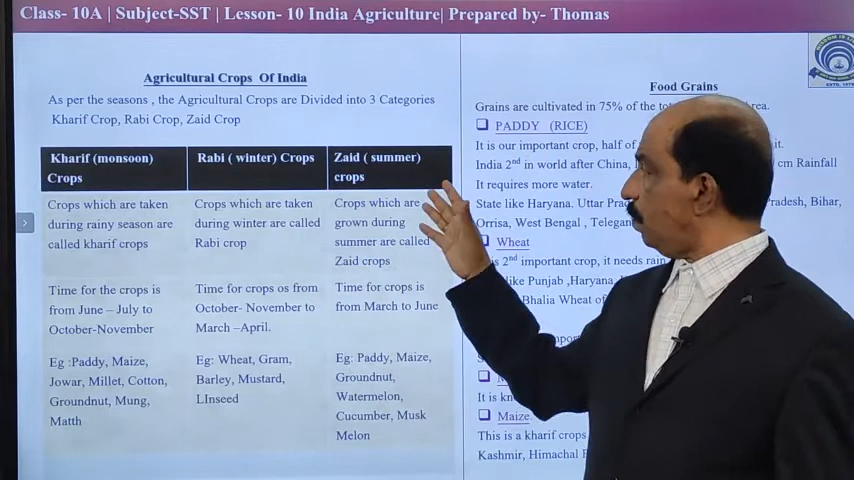 Class- 10A | Subject-SST | Lesson- 10 India Agriculture| Prepared by- Thomas
Agricultural Crops Of India
As per the seasons , the Agricultural Crops are Divided into 3 Categories
Kharif Crop, Rabi Crop, Zaid Crop
Kharif (monsoon)
Crops
Crops which are taken
during rainy season are
called kharif crops
Time for the crops is
from June – July to
October-November
Eg :Paddy, Maize,
Jowar, Millet, Cotton,
Groundnut, Mung,
Matth
Rabi ( winter) Crops
Crops which are taken
during winter are called
Rabi crop
Time for crops os from
October- November to
March –April.
Eg: Wheat, Gram,
Barley, Mustard,
LInseed
Zaid ( summer)
crops
Crops which are
grown during
summer are called
Zaid crops
Time for crops is
from March to June
Eg: Paddy, Maize,
Groundnut,
Watermelon,
Cucumber, Musk
Melon
Food Grains
Grains are cultivated in 75% of the
PADDY (RICE)
It is our important crop, half of it.
India 2nd in world after China, cm Rainfall
It requires more water.
State like Haryana. Uttar Bihar,
Orrisa, West Bengal ,
Wheat
is 2nd important crop, it needs
like Punjab ,Haryana,
Bhalia Wheat of
It is
Maize
This is a kharif crops
Kashmir, Himachal